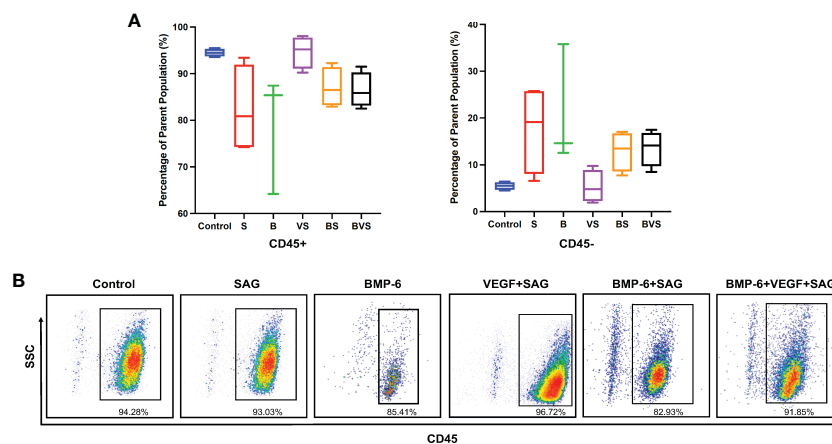 A
Percentage of Parent Population (%)
100
90
80
70
60
Control S B VS BS BVS
CD45+
Percentage of Parent Population (%)
40
30
20
10
0
Control S B VS BS BVS
CD45-
B
Control SAG BMP-6 VEGF+SAG BMP-6+SAG BMP-6+VEGF+SAG
SSC
94.28% 93.03% 85.41% 96.72% 82.93% 91.85%
CD45